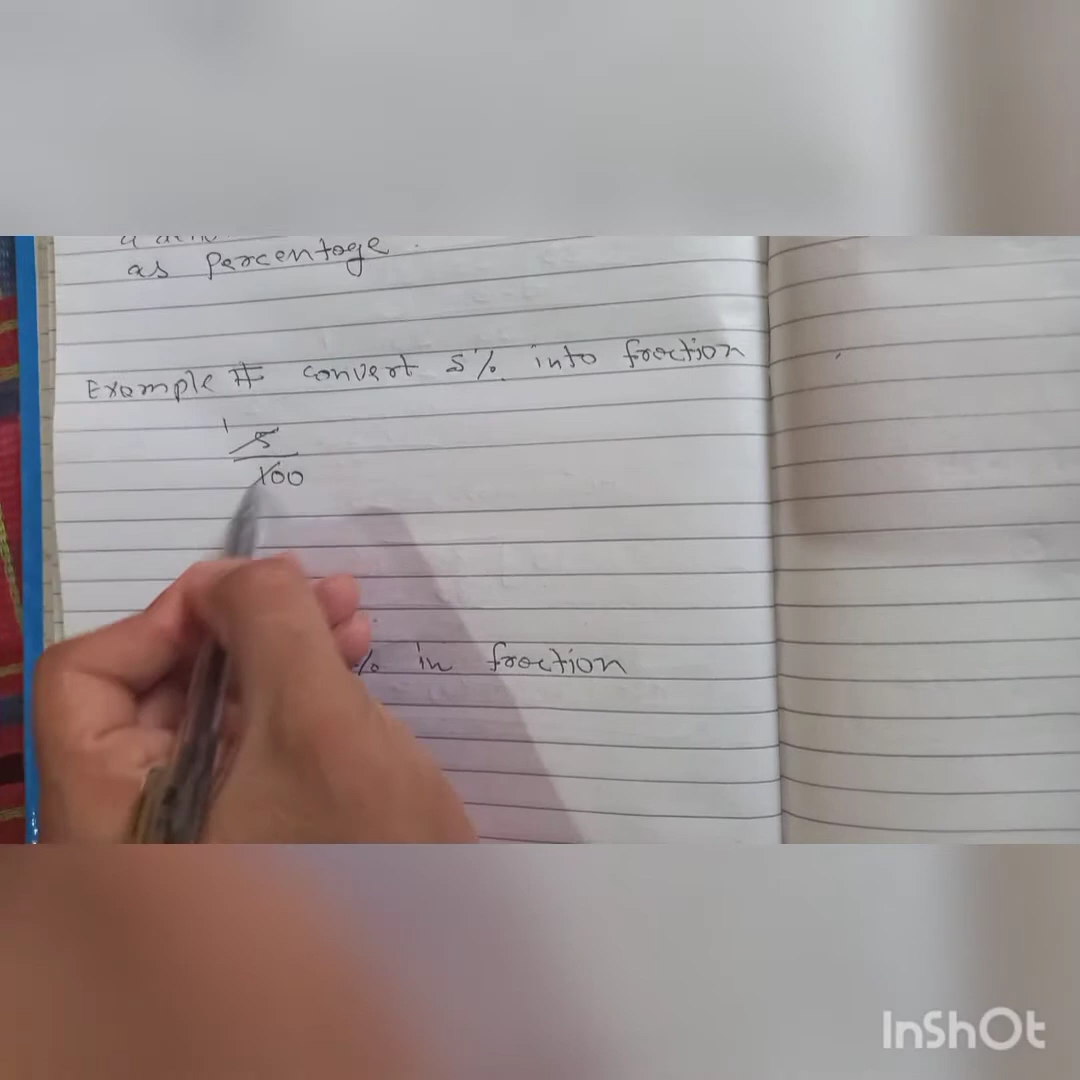 as percentage
Example # convert 5% into fraction
1 5
100
% in fraction
InShOt